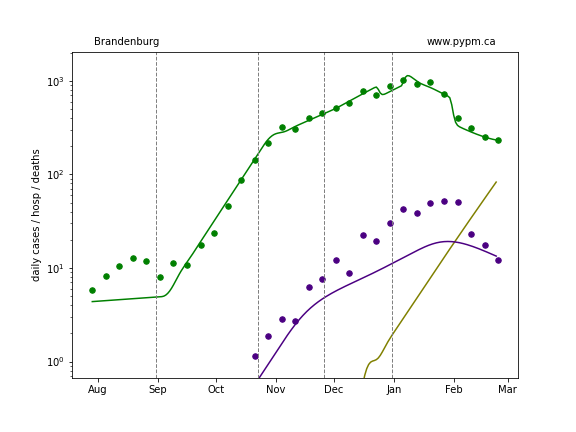 Brandenburg www.pypm.ca
10³
10²
10¹
10⁰
daily cases / hosp / deaths
Aug Sep Oct Nov Dec Jan Feb Mar